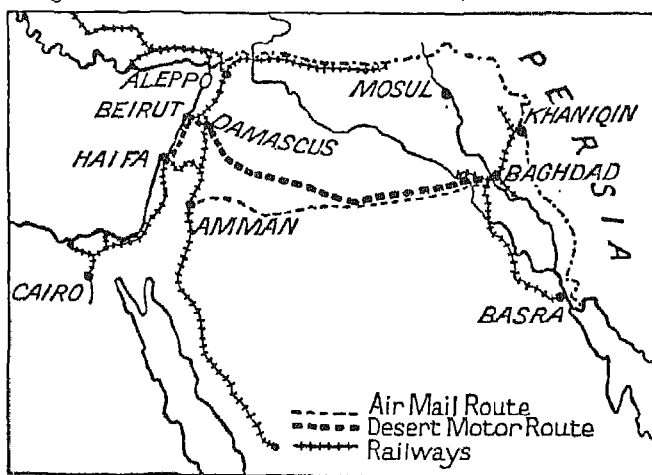 PERSIA
ALEPPO
MOSUL
BEIRUT
KHANIQIN
DAMASCUS
HAIFA
BAGHDAD
AMMAN
CAIRO
BASRA
Air Mail Route
Desert Motor Route
Railways